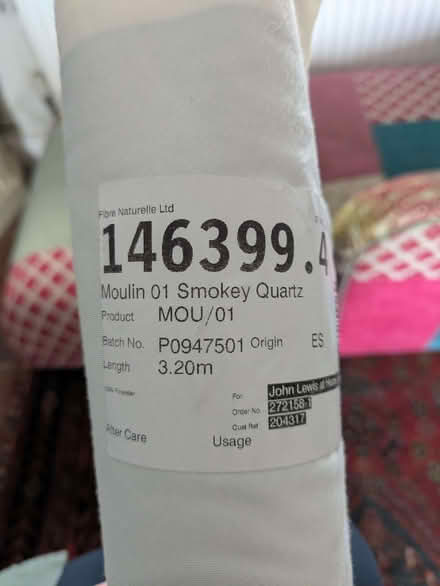 Fibre Naturelle Ltd
146399.4
Moulin 01 Smokey Quartz
Product MOU/01
Batch No. P0947501 Origin ES
Length 3.20m
For John Lewis at
Order No. 272158-1
Cust Ref 204317
After Care Usage